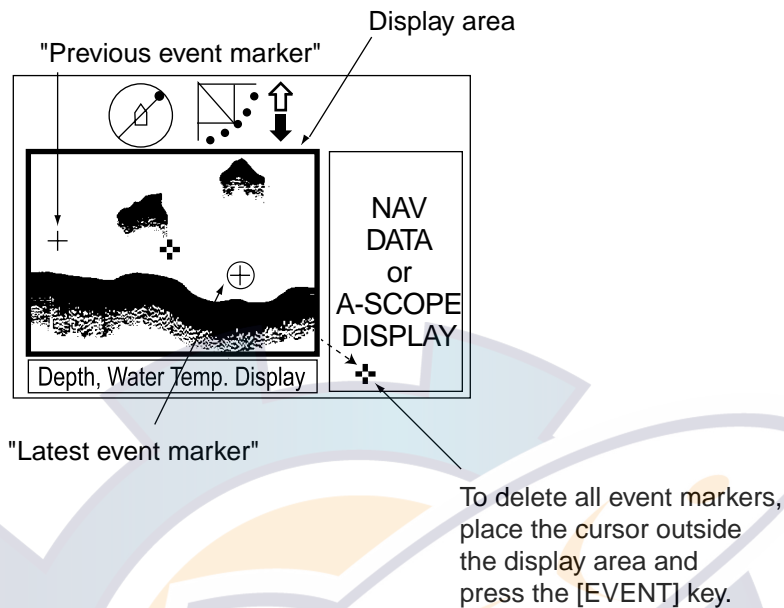 Display area
"Previous event marker"
NAV
DATA
or
A-SCOPE
DISPLAY
Depth, Water Temp. Display
"Latest event marker"
To delete all event markers,
place the cursor outside
the display area and
press the [EVENT] key.